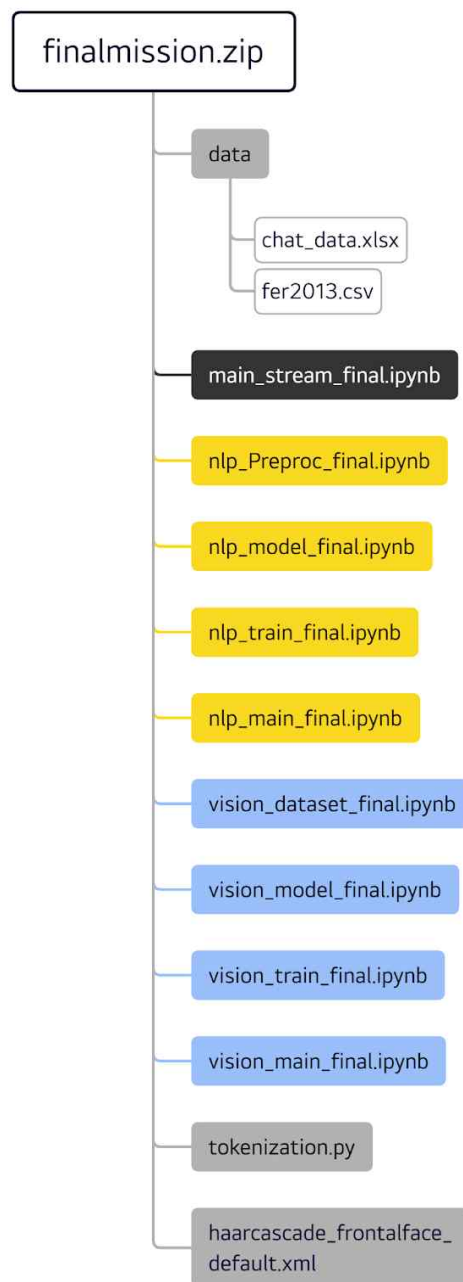 finalmission.zip
data
chat_data.xlsx
fer2013.csv
main_stream_final.ipynb
nlp_Preproc_final.ipynb
nlp_model_final.ipynb
nlp_train_final.ipynb
nlp_main_final.ipynb
vision_dataset_final.ipynb
vision_model_final.ipynb
vision_train_final.ipynb
vision_main_final.ipynb
tokenization.py
haarcascade_frontalface_
default.xml